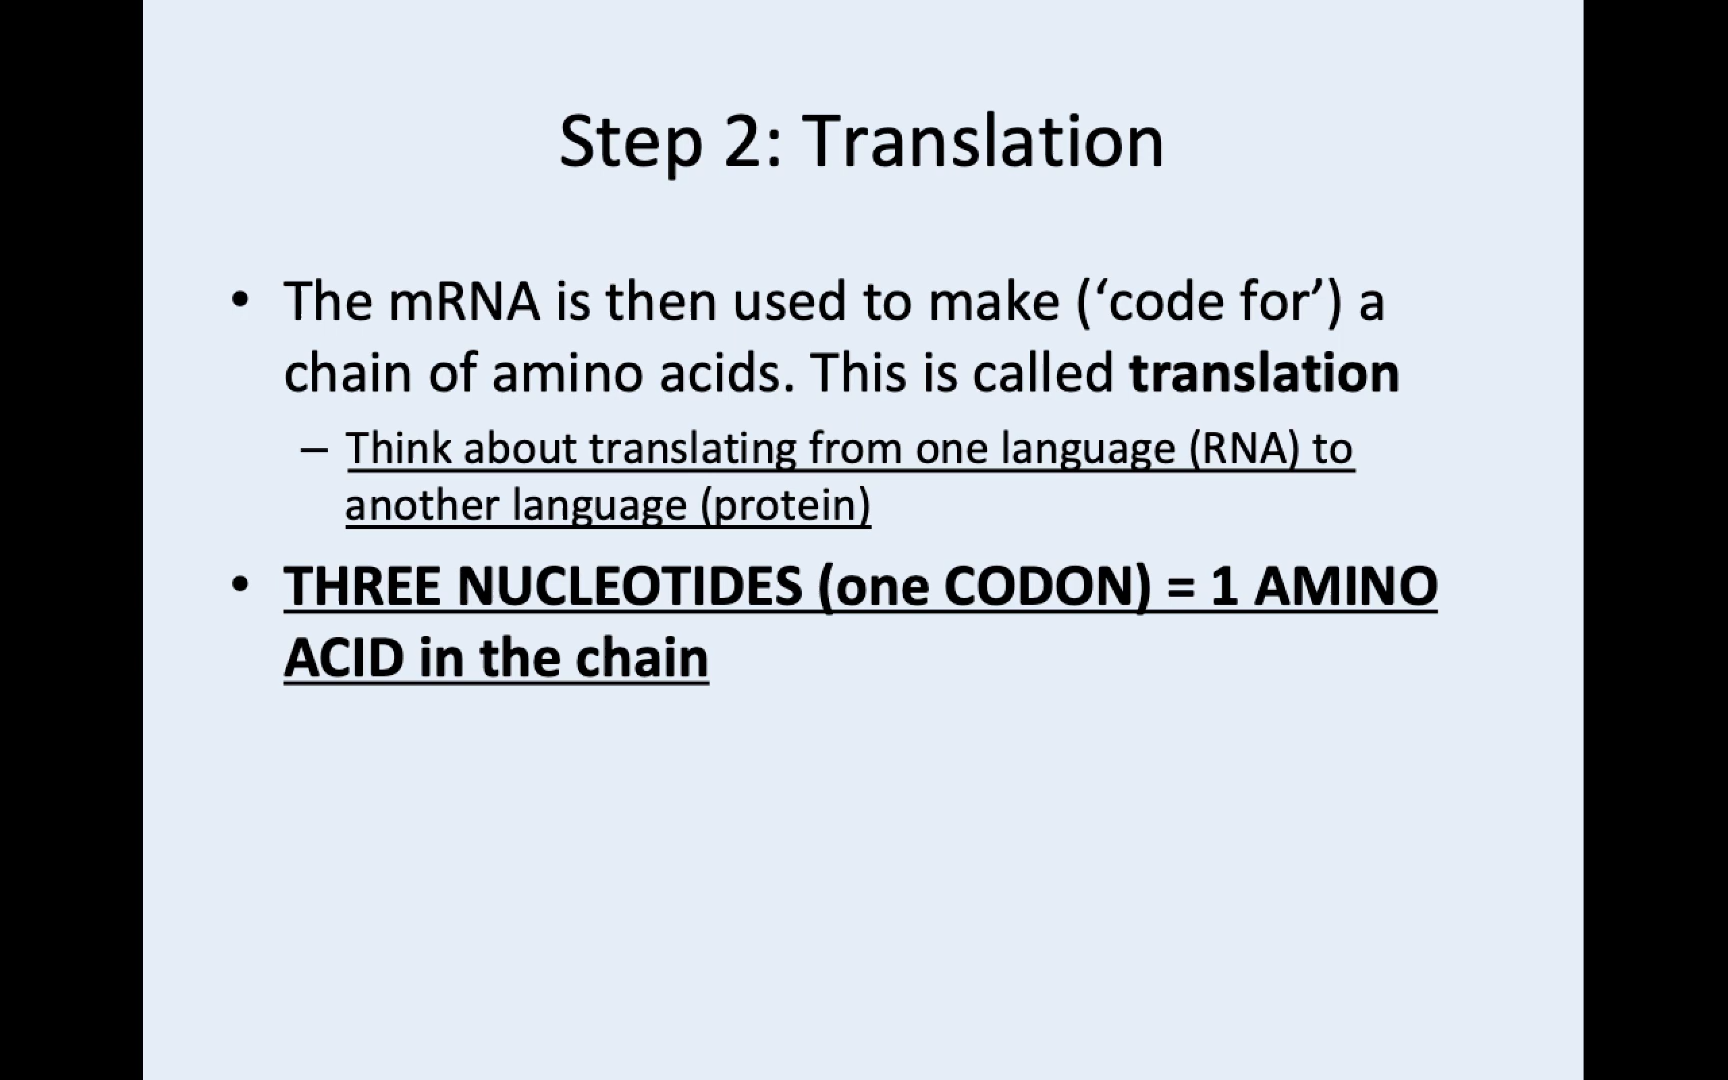 Step 2: Translation
• The mRNA is then used to make (‘code for’) a
chain of amino acids. This is called translation
– Think about translating from one language (RNA) to
another language (protein)
• THREE NUCLEOTIDES (one CODON) = 1 AMINO
ACID in the chain